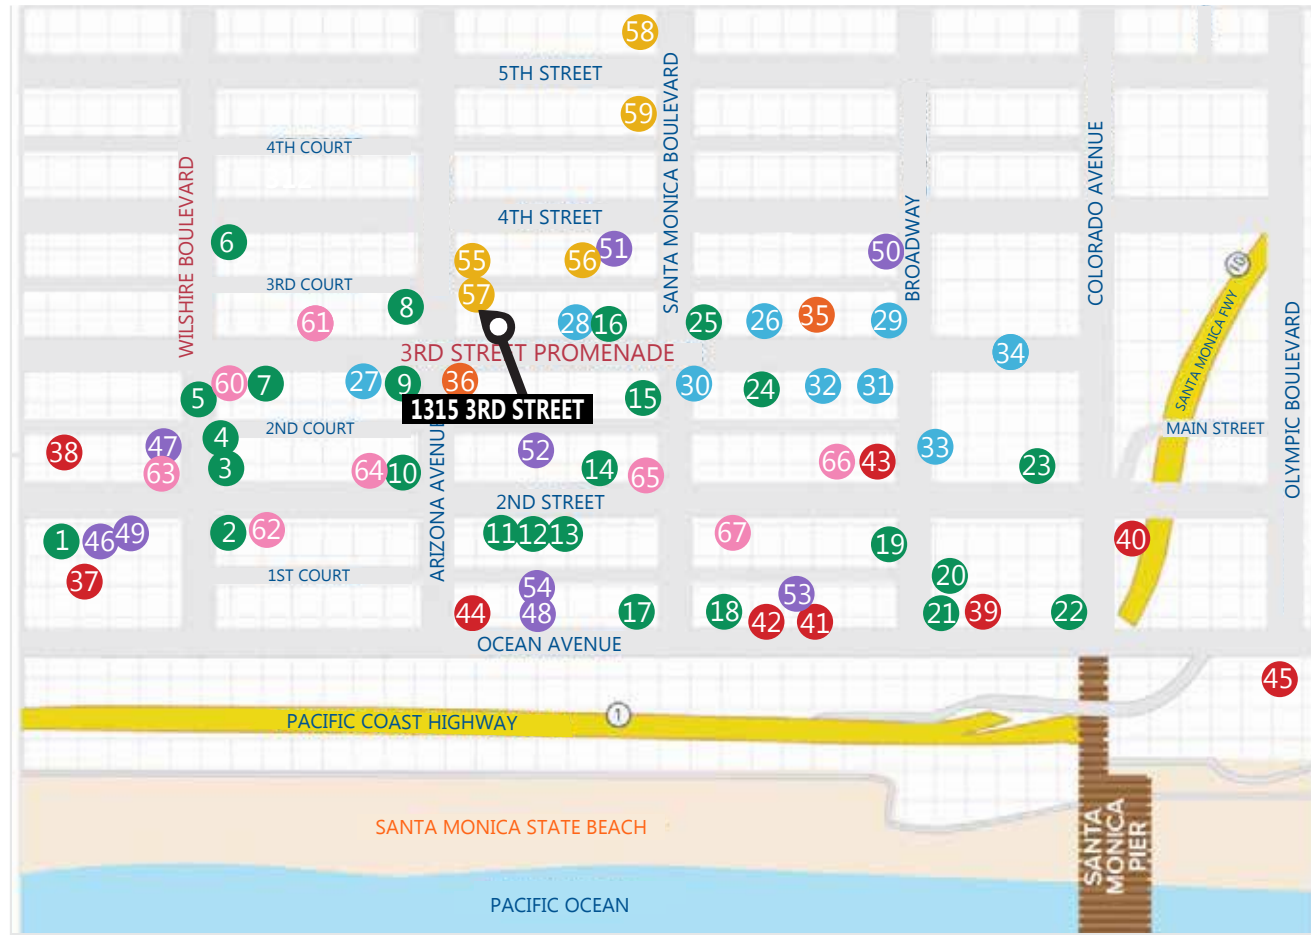 58
5TH STREET
59
SANTA MONICA BOULEVARD
4TH COURT
COLORADO AVENUE
WILSHIRE BOULEVARD
BROADWAY
4TH STREET
6
51
50
55
56
10
3RD COURT
57
8
61
28
16
25
26
35
29
SANTA MONICA FWY
OLYMPIC BOULEVARD
3RD STREET PROMENADE
34
60
7
27
9
36
5
15
30
24
32
31
1315 3RD STREET
4
2ND COURT
MAIN STREET
38
47
52
33
63
3
64
10
ARIZONA AVENUE
14
65
66
43
23
2ND STREET
1
46
49
2
62
11
12
13
67
19
40
37
1ST COURT
54
53
20
44
48
17
18
42
41
21
39
22
OCEAN AVENUE
45
PACIFIC COAST HIGHWAY
1
SANTA MONICA STATE BEACH
SANTA
MONICA
PIER
PACIFIC OCEAN